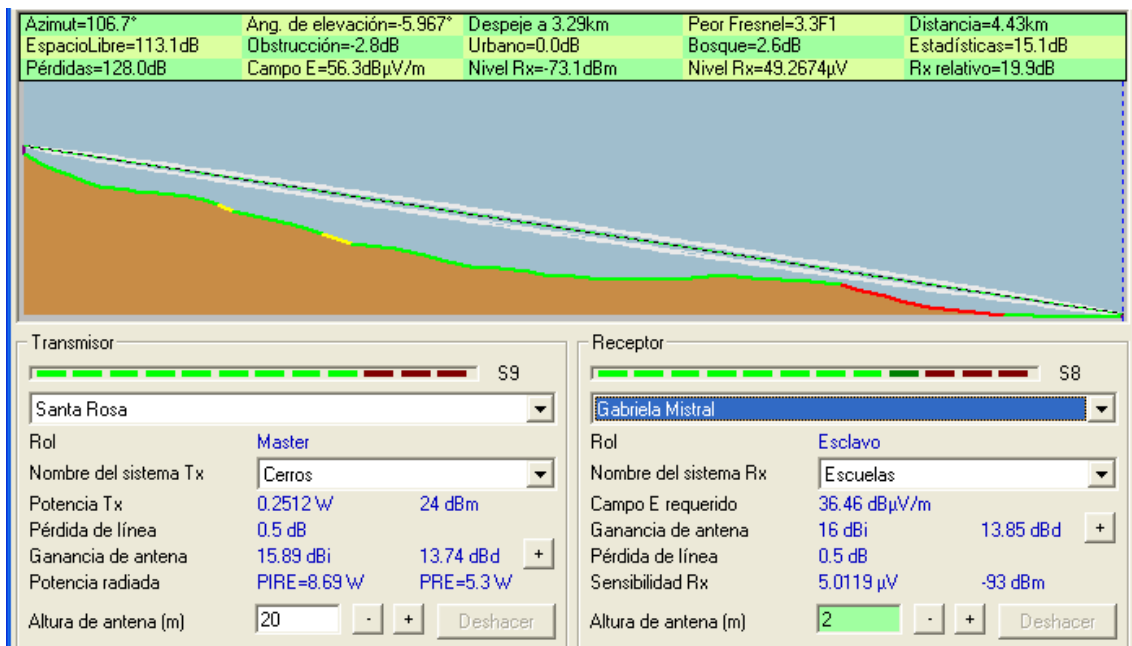 Azimut=106.7° Ang. de elevación=-5.967° Despeje a 3.29km Peor Fresnel=3.3F1 Distancia=4.43km
EspacioLibre=113.1dB Obstrucción=-2.8dB Urbano=0.0dB Bosque=2.6dB Estadísticas=15.1dB
Pérdidas=128.0dB Campo E=56.3dBµV/m Nivel Rx=-73.1dBm Nivel Rx=49.2674µV Rx relativo=19.9dB
Transmisor
S9
Santa Rosa
Rol Master
Nombre del sistema Tx Cerros
Potencia Tx 0.2512 W 24 dBm
Pérdida de línea 0.5 dB
Ganancia de antena 15.89 dBi 13.74 dBd +
Potencia radiada PIRE=8.69 W PRE=5.3 W
Altura de antena (m) 20 - + Deshacer
Receptor
S8
Gabriela Mistral
Rol Esclavo
Nombre del sistema Rx Escuelas
Campo E requerido 36.46 dBµV/m
Ganancia de antena 16 dBi 13.85 dBd +
Pérdida de línea 0.5 dB
Sensibilidad Rx 5.0119 µV -93 dBm
Altura de antena (m) 2 - + Deshacer